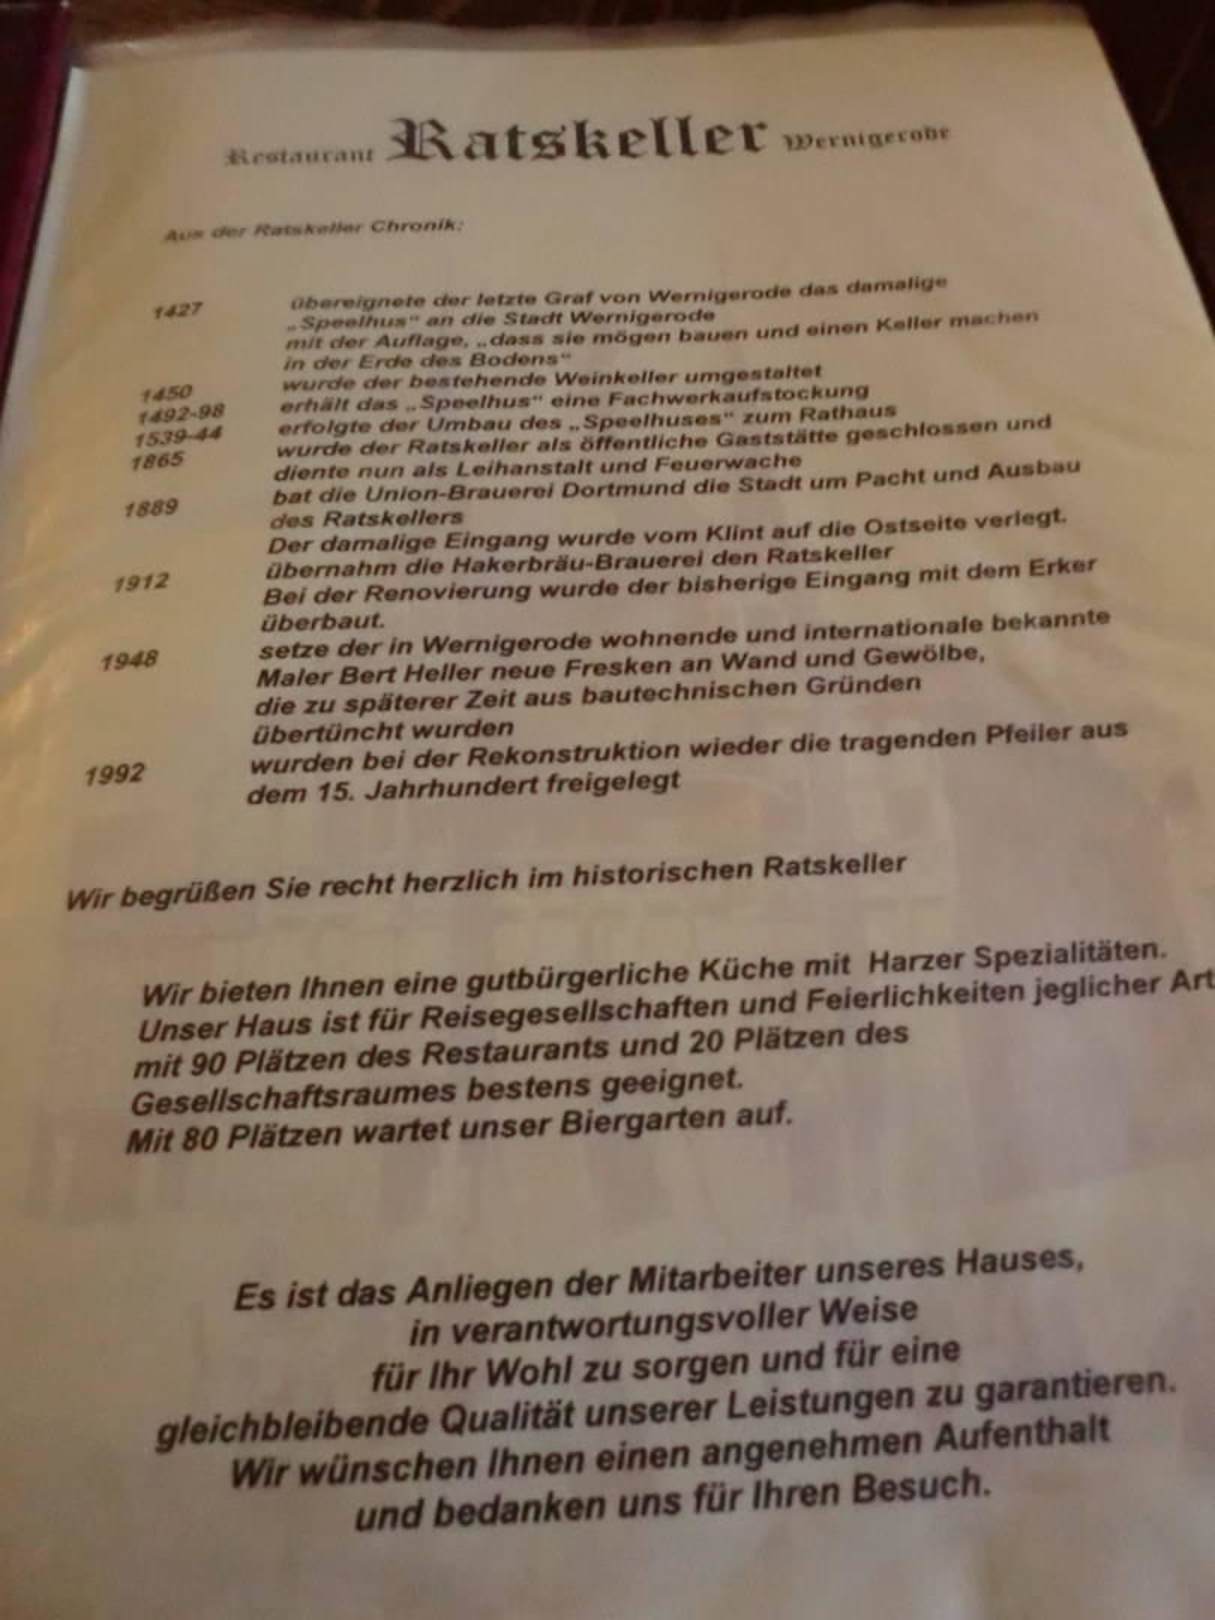 Restaurant Ratskeller Wernigerode
Aus der Ratskeller Chronik:
1427 übereignete der letzte Graf von Wernigerode das damalige
„Speelhus“ an die Stadt Wernigerode
mit der Auflage, „dass sie mögen bauen und einen Keller machen
in der Erde des Bodens“
1450 wurde der bestehende Weinkeller umgestaltet
1492-98 erhält das „Speelhus“ eine Fachwerkaufstockung
1539-44 erfolgte der Umbau des „Speelhuses“ zum Rathaus
1865 wurde der Ratskeller als öffentliche Gaststätte geschlossen und
diente nun als Leihanstalt und Feuerwache
1889 bat die Union-Brauerei Dortmund die Stadt um Pacht und Ausbau
des Ratskellers
Der damalige Eingang wurde vom Klint auf die Ostseite verlegt.
1912 übernahm die Hakerbräu-Brauerei den Ratskeller
Bei der Renovierung wurde der bisherige Eingang mit dem Erker
überbaut.
1948 setze der in Wernigerode wohnende und internationale bekannte
Maler Bert Heller neue Fresken an Wand und Gewölbe,
die zu späterer Zeit aus bautechnischen Gründen
übertüncht wurden
1992 wurden bei der Rekonstruktion wieder die tragenden Pfeiler aus
dem 15. Jahrhundert freigelegt
Wir begrüßen Sie recht herzlich im historischen Ratskeller
Wir bieten Ihnen eine gutbürgerliche Küche mit Harzer Spezialitäten.
Unser Haus ist für Reisegesellschaften und Feierlichkeiten jeglicher Art
mit 90 Plätzen des Restaurants und 20 Plätzen des
Gesellschaftsraumes bestens geeignet.
Mit 80 Plätzen wartet unser Biergarten auf.
Es ist das Anliegen der Mitarbeiter unseres Hauses,
in verantwortungsvoller Weise
für Ihr Wohl zu sorgen und für eine
gleichbleibende Qualität unserer Leistungen zu garantieren.
Wir wünschen Ihnen einen angenehmen Aufenthalt
und bedanken uns für Ihren Besuch.